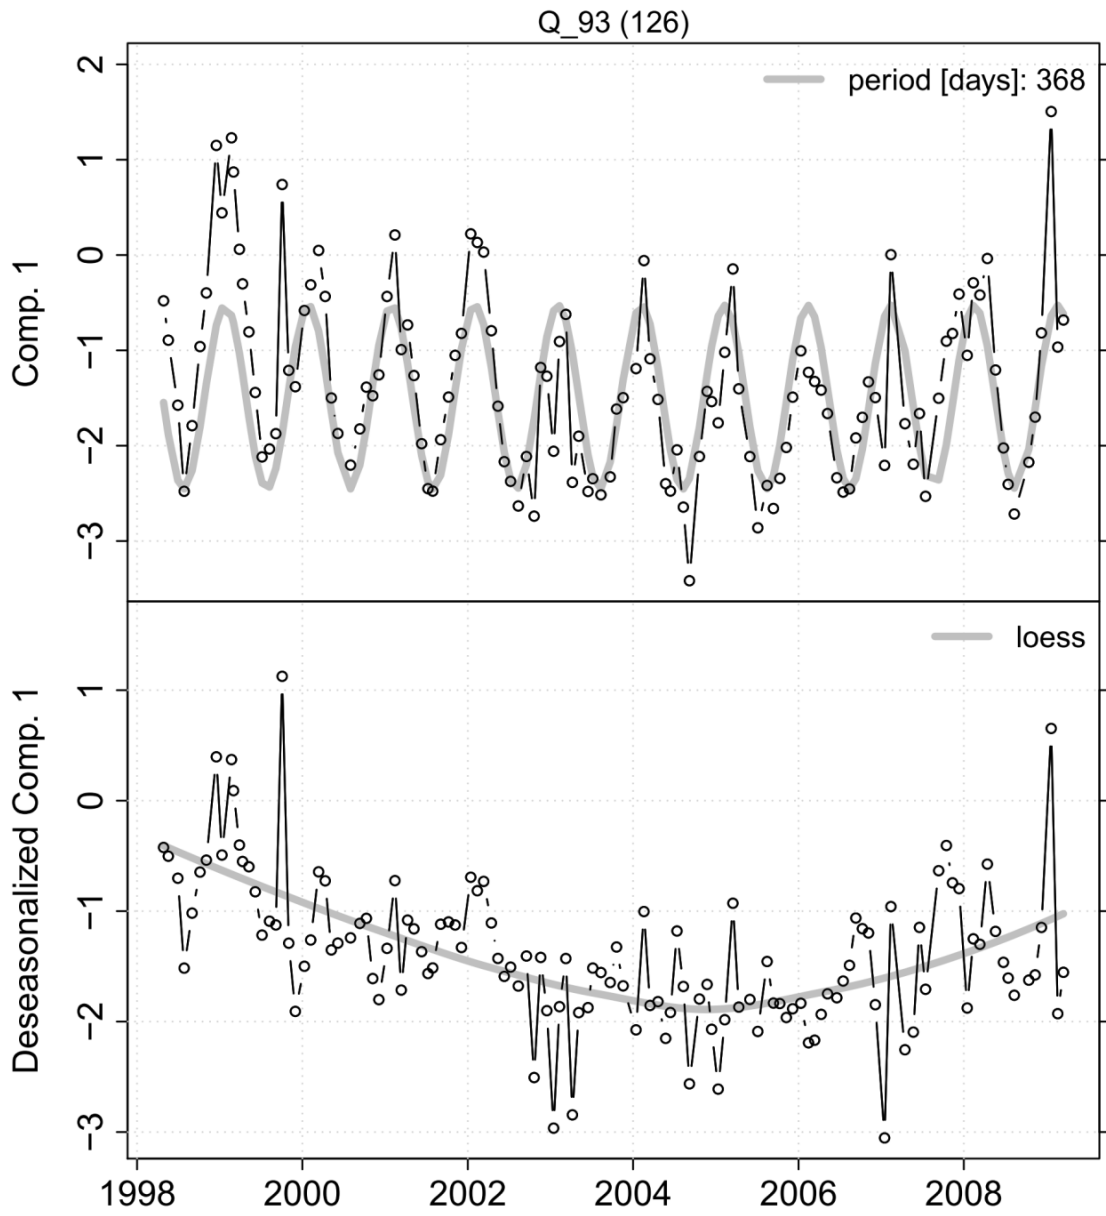 Q_93 (126)
period [days]: 368
Comp. 1
2
1
0
−1
−2
−3
loess
Deseasonalized Comp. 1
1
0
−1
−2
−3
1998 2000 2002 2004 2006 2008